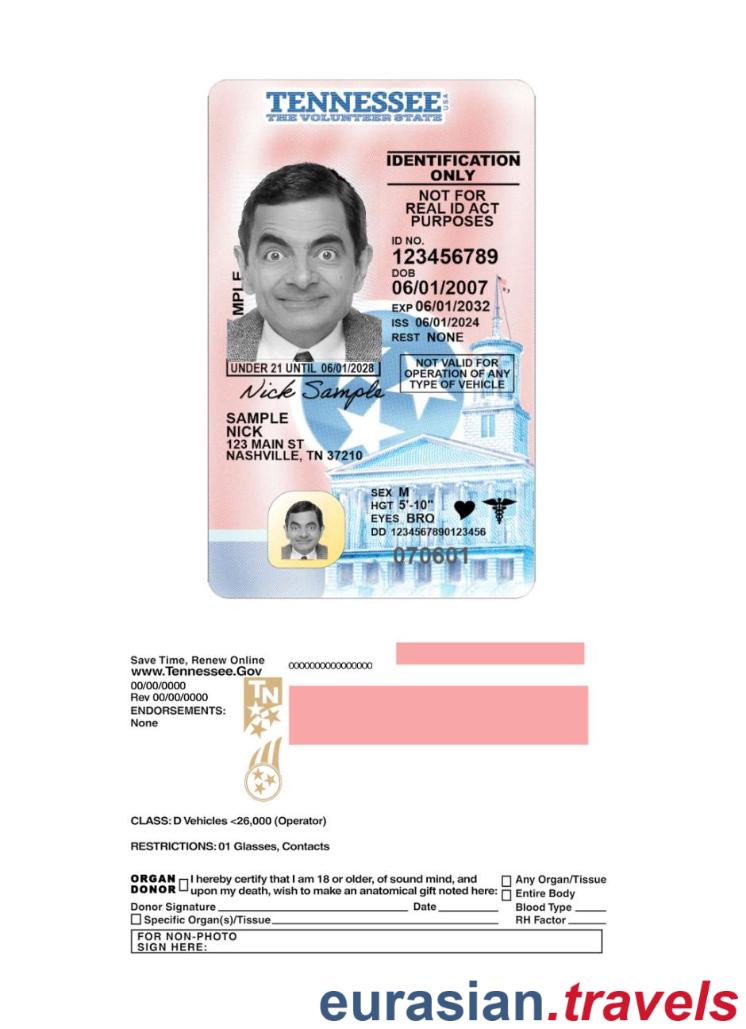 TENNESSEE USA
THE VOLUNTEER STATE
IDENTIFICATION
ONLY
NOT FOR
REAL ID ACT
PURPOSES
ID NO.
123456789
DOB
06/01/2007
EXP 06/01/2032
ISS 06/01/2024
REST NONE
MPLE
UNDER 21 UNTIL 06/01/2028
NOT VALID FOR
OPERATION OF ANY
TYPE OF VEHICLE
Nick Sample
SAMPLE
NICK
123 MAIN ST
NASHVILLE, TN 37210
SEX M
HGT 5'-10"
EYES BRO
DD 1234567890123456
070601
Save Time, Renew Online
www.Tennessee.Gov
00/00/0000
Rev 00/00/0000
ENDORSEMENTS:
None
0000000000000000
TN
CLASS: D Vehicles <26,000 (Operator)
RESTRICTIONS: 01 Glasses, Contacts
ORGAN
DONOR
I hereby certify that I am 18 or older, of sound mind, and
upon my death, wish to make an anatomical gift noted here:
Any Organ/Tissue
Entire Body
Donor Signature Date Blood Type
Specific Organ(s)/Tissue RH Factor
FOR NON-PHOTO
SIGN HERE:
eurasian.travels